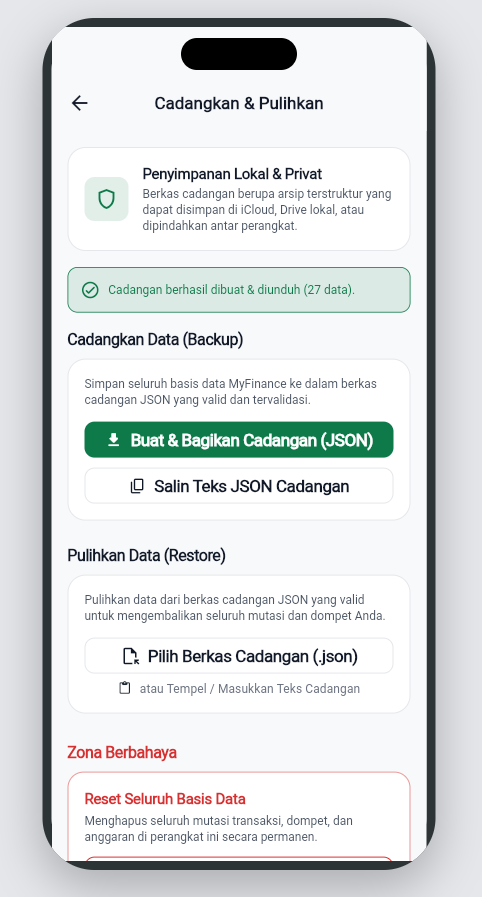 Cadangkan & Pulihkan
Penyimpanan Lokal & Privat
Berkas cadangan berupa arsip terstruktur yang
dapat disimpan di iCloud, Drive lokal, atau
dipindahkan antar perangkat.
Cadangan berhasil dibuat & diunduh (27 data).
Cadangkan Data (Backup)
Simpan seluruh basis data MyFinance ke dalam berkas
cadangan JSON yang valid dan tervalidasi.
Buat & Bagikan Cadangan (JSON)
Salin Teks JSON Cadangan
Pulihkan Data (Restore)
Pulihkan data dari berkas cadangan JSON yang valid
untuk mengembalikan seluruh mutasi dan dompet Anda.
Pilih Berkas Cadangan (.json)
atau Tempel / Masukkan Teks Cadangan
Zona Berbahaya
Reset Seluruh Basis Data
Menghapus seluruh mutasi transaksi, dompet, dan
anggaran di perangkat ini secara permanen.